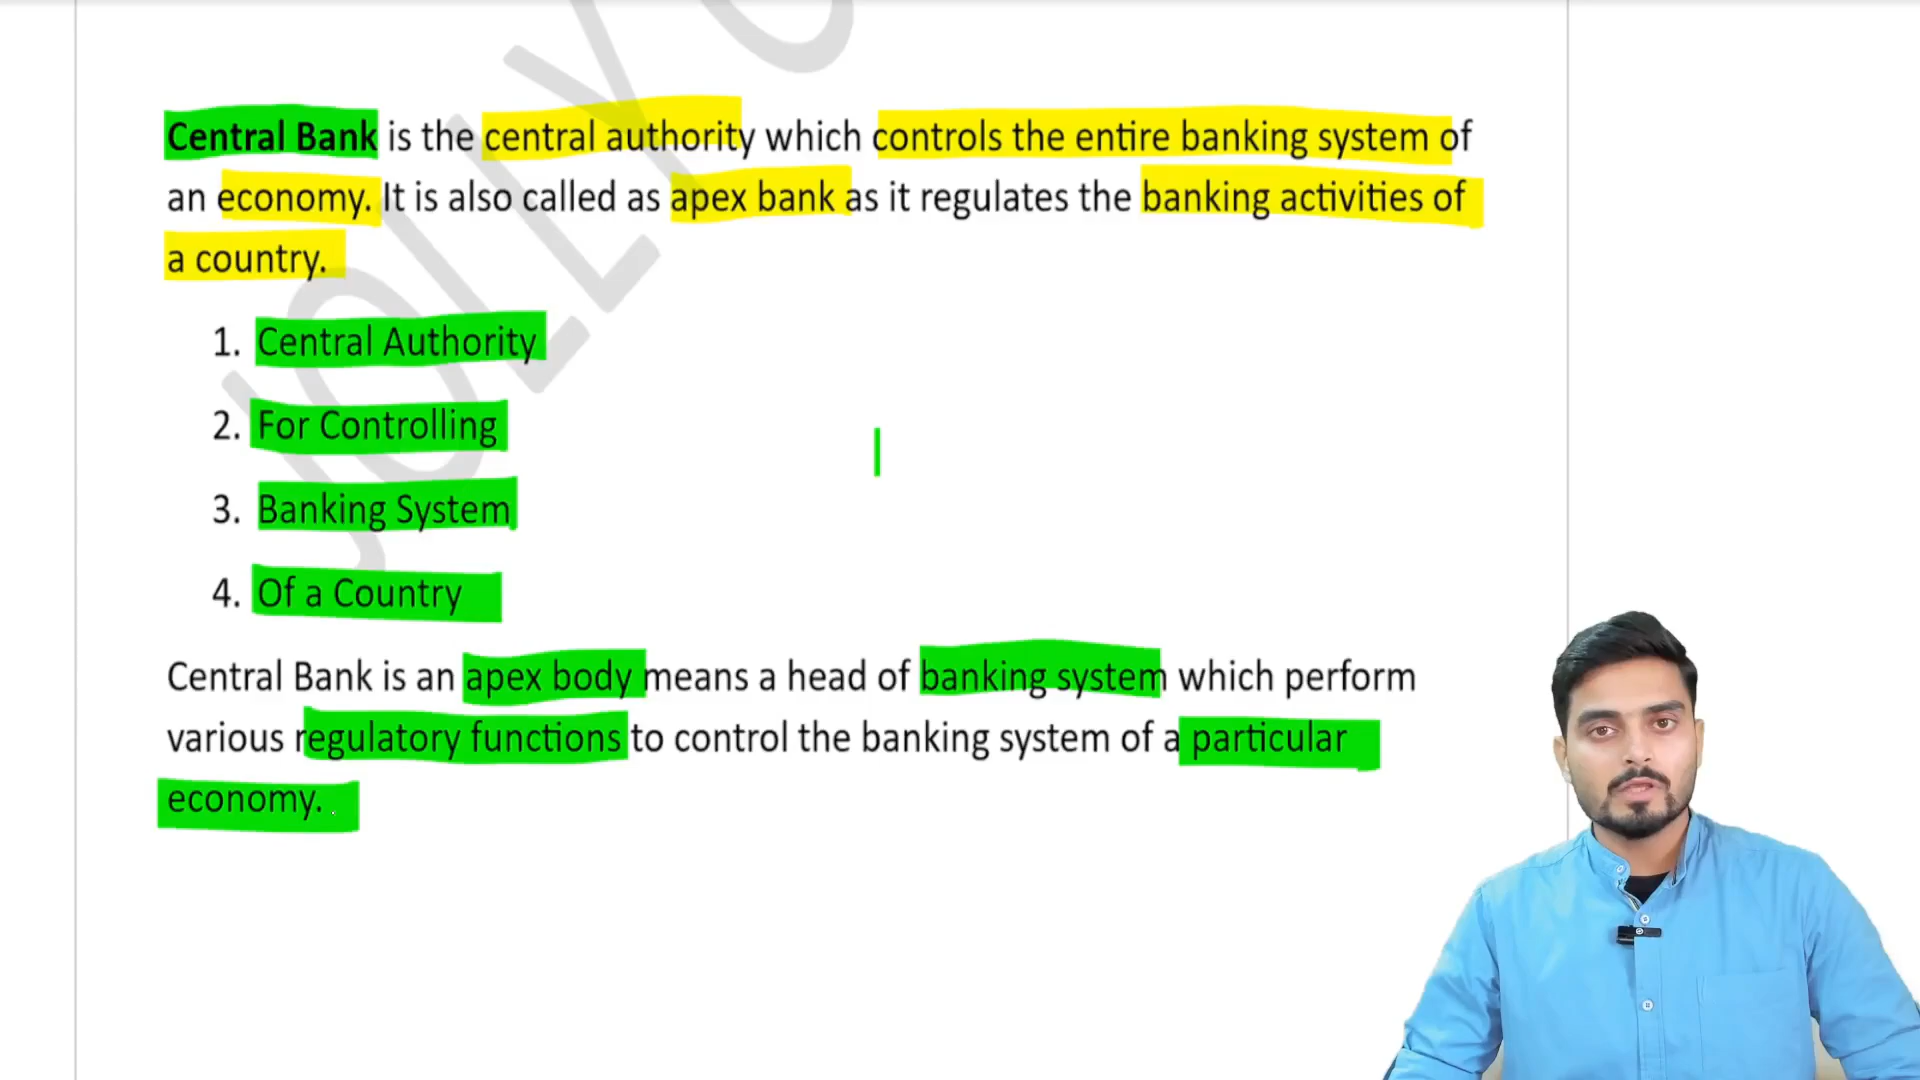 Central Bank is the central authority which controls the entire banking system of
an economy. It is also called as apex bank as it regulates the banking activities of
a country.
1. Central Authority
2. For Controlling
3. Banking System
4. Of a Country
Central Bank is an apex body means a head of banking system which perform
various regulatory functions to control the banking system of a particular
economy.